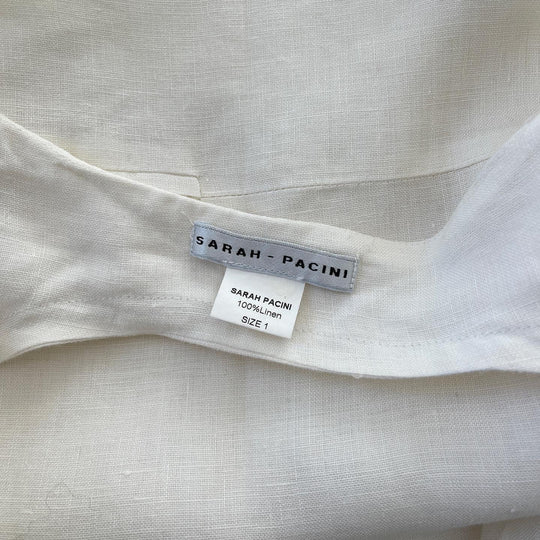 SARAH - PACINI
SARAH PACINI
100%Linen
SIZE 1